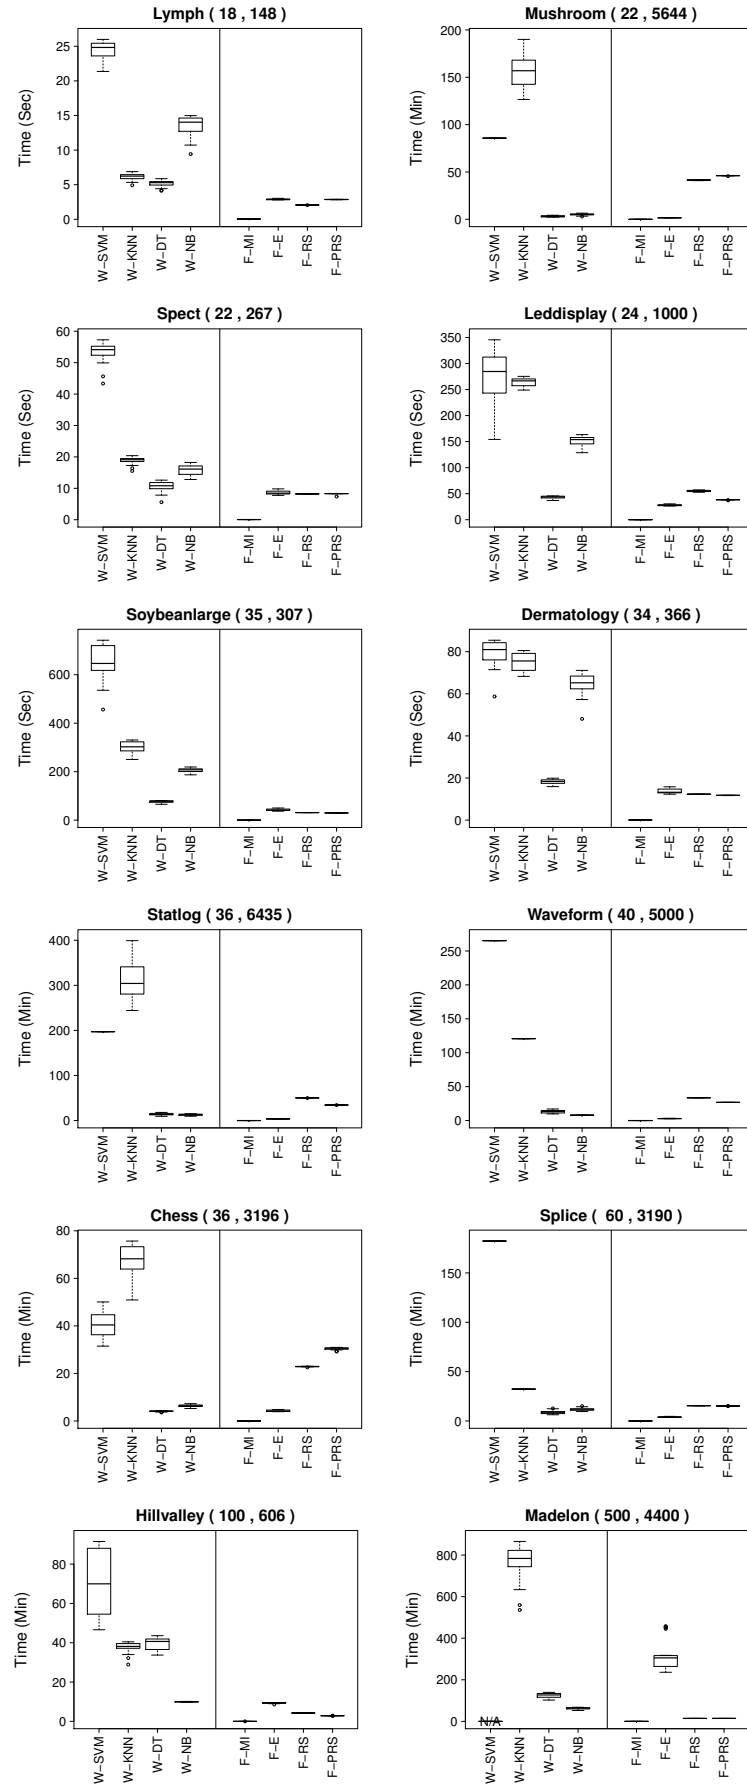 Lymph ( 18 , 148 )
Time (Sec)
25
20
15
10
5
0
W−SVM
W−KNN
W−DT
W−NB
F−MI
F−E
F−RS
F−PRS
Mushroom ( 22 , 5644 )
Time (Min)
200
150
100
50
0
W−SVM
W−KNN
W−DT
W−NB
F−MI
F−E
F−RS
F−PRS
Spect ( 22 , 267 )
Time (Sec)
60
50
40
30
20
10
0
W−SVM
W−KNN
W−DT
W−NB
F−MI
F−E
F−RS
F−PRS
Leddisplay ( 24 , 1000 )
Time (Sec)
350
300
250
200
150
100
50
0
W−SVM
W−KNN
W−DT
W−NB
F−MI
F−E
F−RS
F−PRS
Soybeanlarge ( 35 , 307 )
Time (Sec)
600
400
200
0
W−SVM
W−KNN
W−DT
W−NB
F−MI
F−E
F−RS
F−PRS
Dermatology ( 34 , 366 )
Time (Sec)
80
60
40
20
0
W−SVM
W−KNN
W−DT
W−NB
F−MI
F−E
F−RS
F−PRS
Statlog ( 36 , 6435 )
Time (Min)
400
300
200
100
0
W−SVM
W−KNN
W−DT
W−NB
F−MI
F−E
F−RS
F−PRS
Waveform ( 40 , 5000 )
Time (Min)
250
200
150
100
50
0
W−SVM
W−KNN
W−DT
W−NB
F−MI
F−E
F−RS
F−PRS
Chess ( 36 , 3196 )
Time (Min)
80
60
40
20
0
W−SVM
W−KNN
W−DT
W−NB
F−MI
F−E
F−RS
F−PRS
Splice ( 60 , 3190 )
Time (Min)
150
100
50
0
W−SVM
W−KNN
W−DT
W−NB
F−MI
F−E
F−RS
F−PRS
Hillvalley ( 100 , 606 )
Time (Min)
80
60
40
20
0
W−SVM
W−KNN
W−DT
W−NB
F−MI
F−E
F−RS
F−PRS
Madelon ( 500 , 4400 )
Time (Min)
800
600
400
200
0
N/A
W−SVM
W−KNN
W−DT
W−NB
F−MI
F−E
F−RS
F−PRS